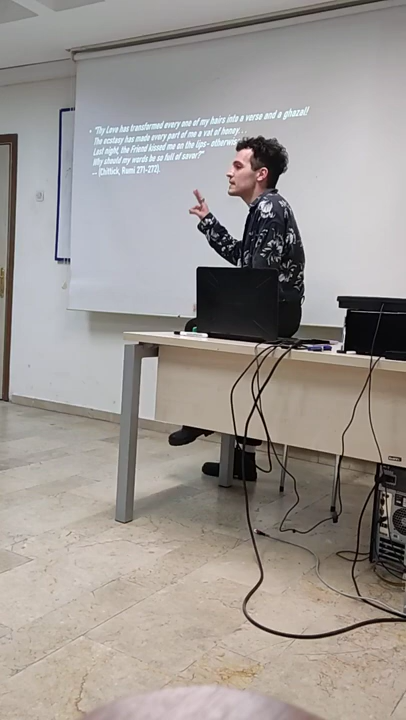 • "Thy Love has transformed every one of my hairs into a verse and a ghazal!
The ecstasy has made every part of me a vat of honey. . .
Last night, the Friend kissed me on the lips- otherwise
Why should my words be so full of savor?"
— (Chittick, Rumi 271-272).